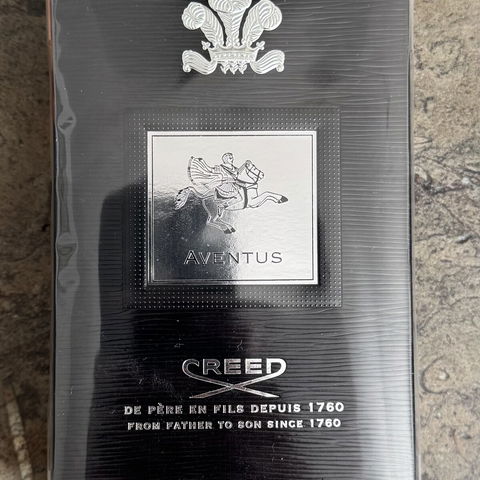 AVENTUS
CREED
DE PÈRE EN FILS DEPUIS 1760
FROM FATHER TO SON SINCE 1760